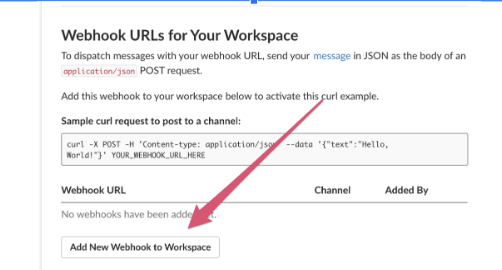 Webhook URLs for Your Workspace
To dispatch messages with your webhook URL, send your message in JSON as the body of an
application/json POST request.
Add this webhook to your workspace below to activate this curl example.
Sample curl request to post to a channel:
curl -X POST -H 'Content-type: application/json' --data '{"text":"Hello,
World!"}' YOUR_WEBHOOK_URL_HERE
Webhook URL Channel Added By
No webhooks have been added yet.
Add New Webhook to Workspace